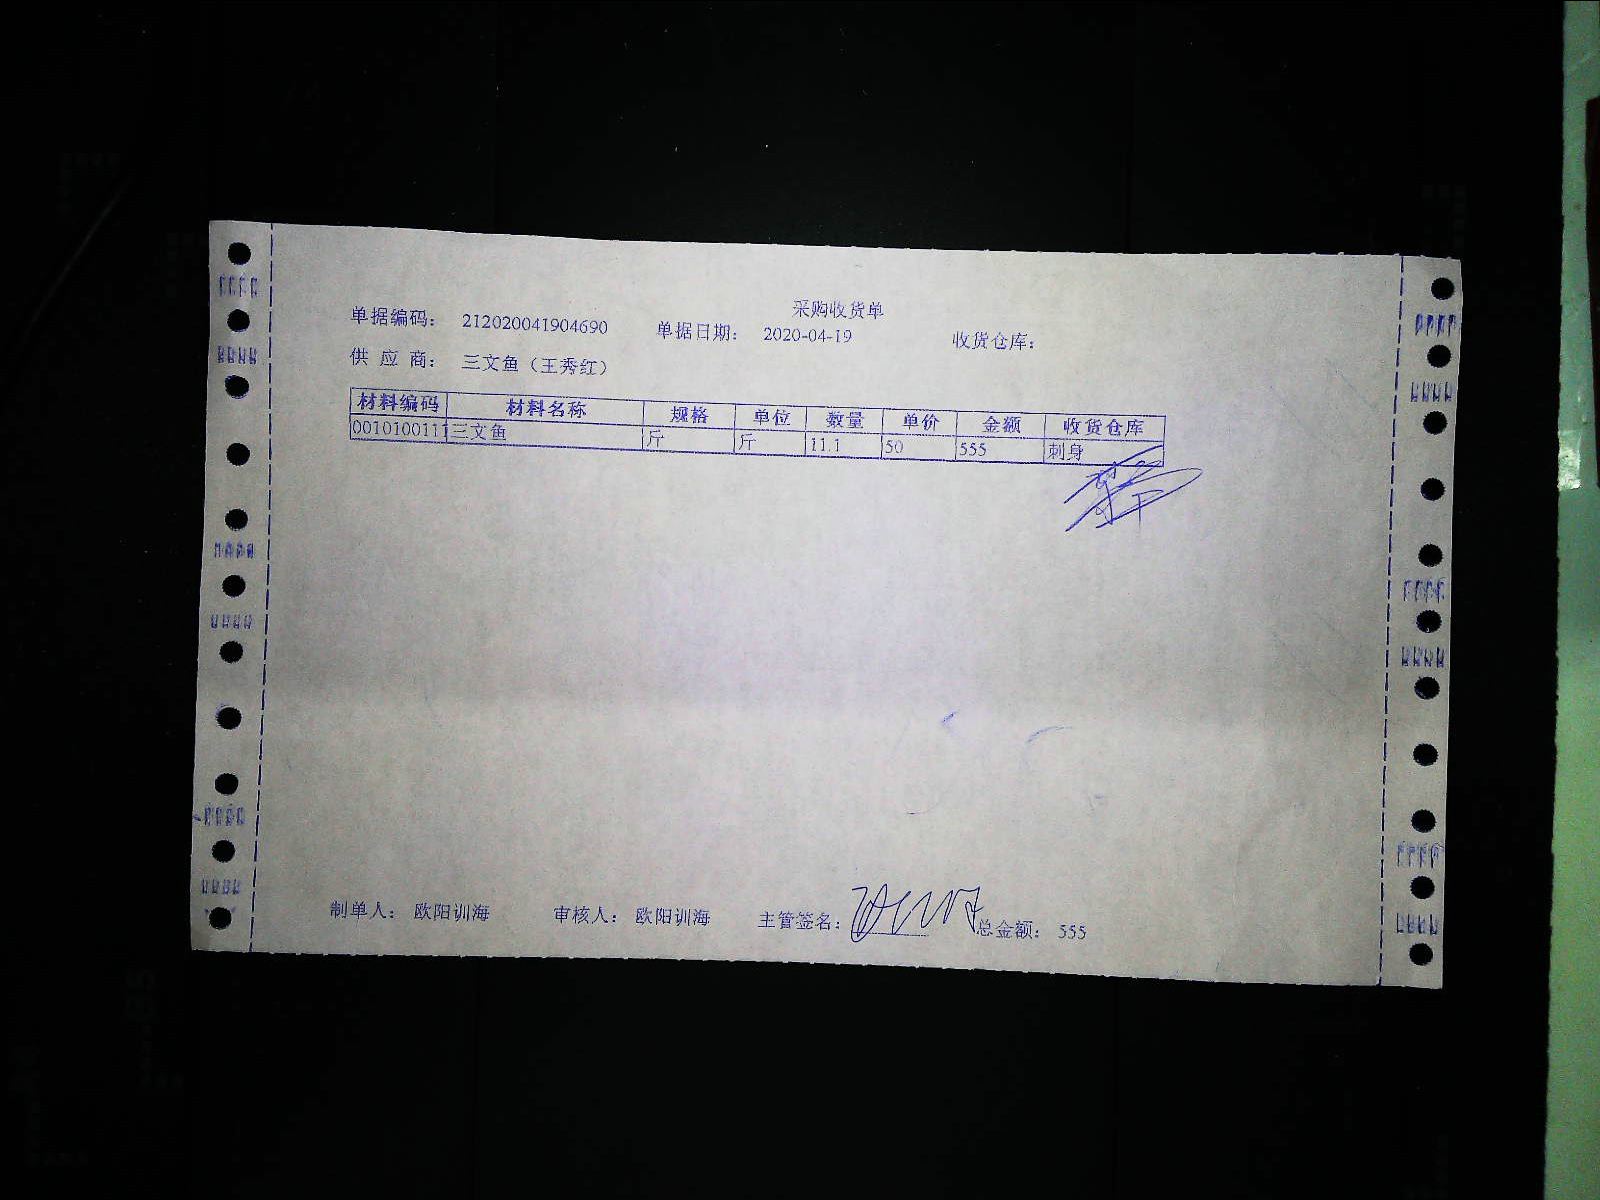 采购收货单
单据编码： 212020041904690 单据日期： 2020-04-19 收货仓库：
供 应 商： 三文鱼（王秀红）
材料编码 材料名称 规格 单位 数量 单价 金额 收货仓库
0010100111 三文鱼 斤 斤 11.1 50 555 刺身
制单人： 欧阳训海 审核人： 欧阳训海 主管签名： 总金额： 555